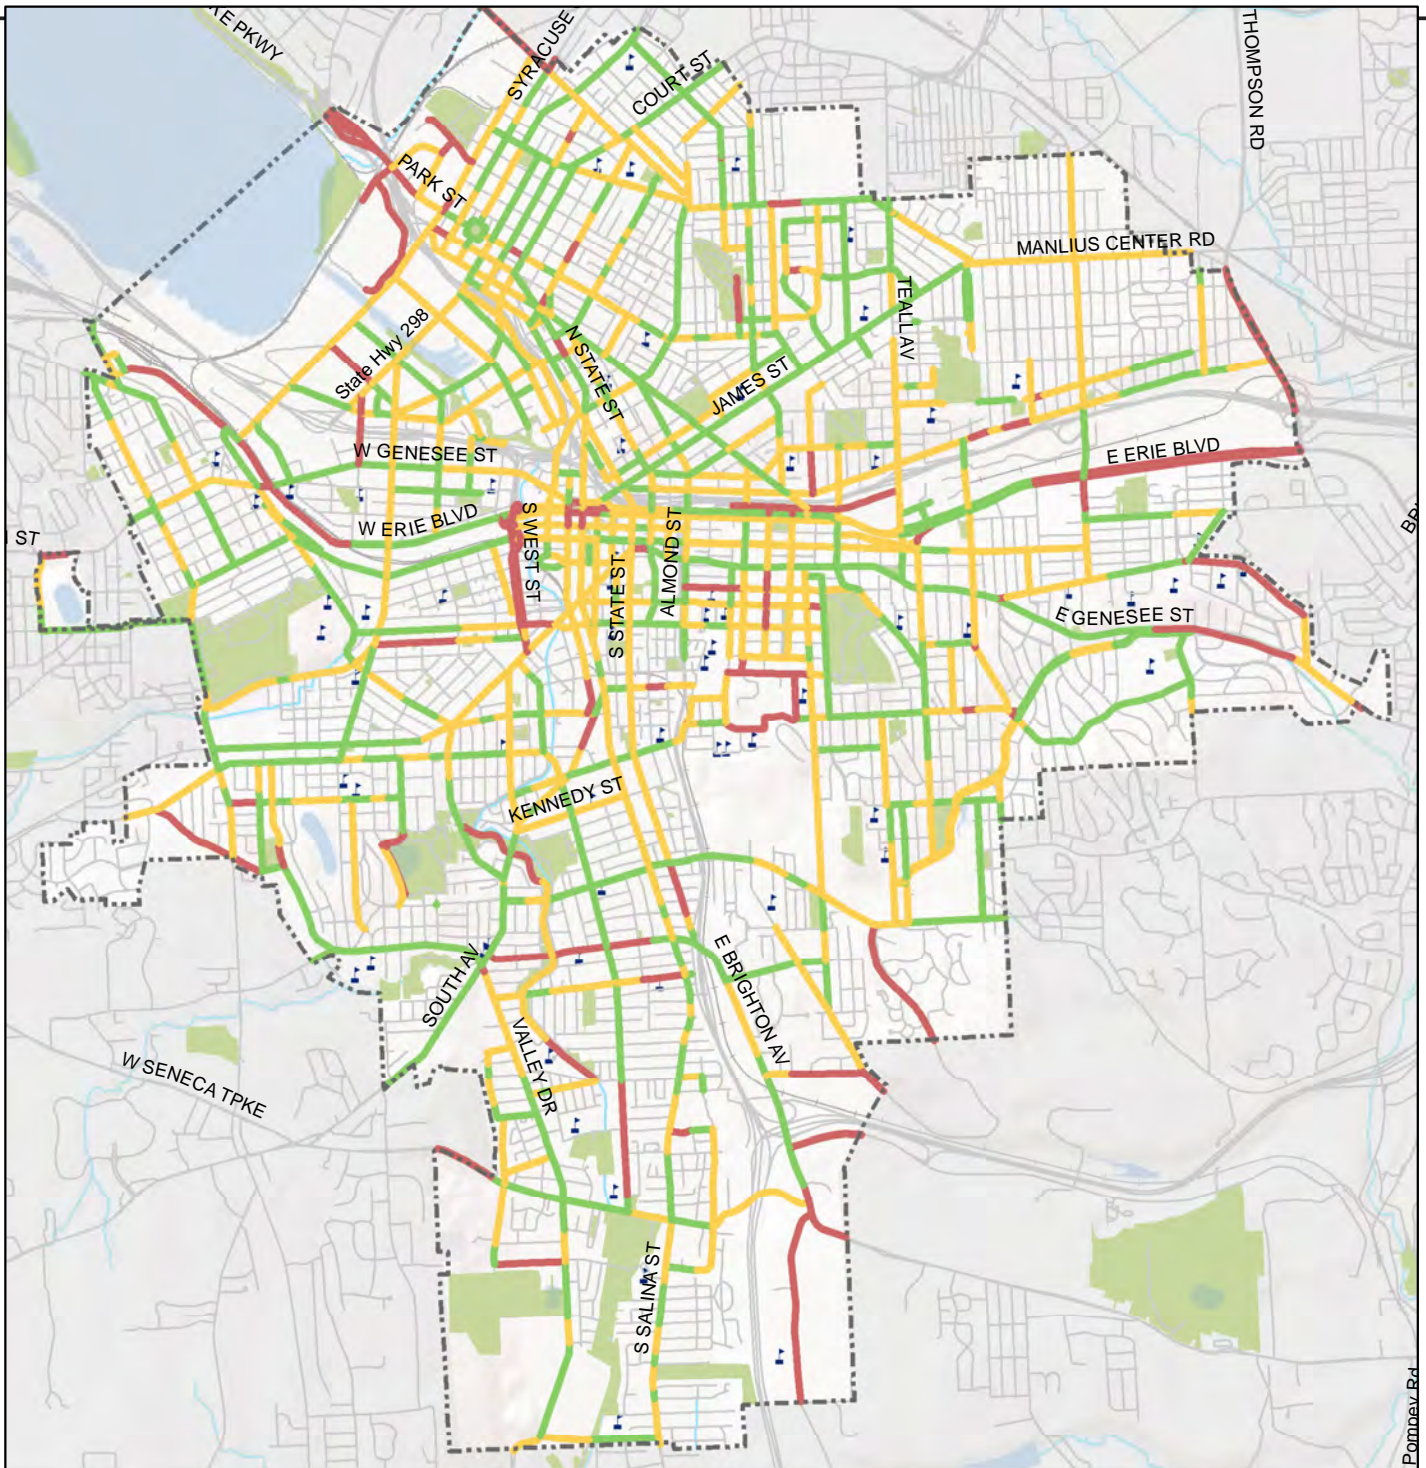 KE PKWY
SYRACUSE
COURT ST
THOMPSON RD
PARK ST
MANLIUS CENTER RD
TEALL AV
State Hwy 298
N STATE ST
JAMES ST
W GENESEE ST
E ERIE BLVD
W ERIE BLVD
S WEST ST
ALMOND ST
BR
ST
S STATE ST
E GENESEE ST
KENNEDY ST
SOUTH AV
E BRIGHTON AV
VALLEY DR
W SENECA TPKE
S SALINA ST
Pompey Rd